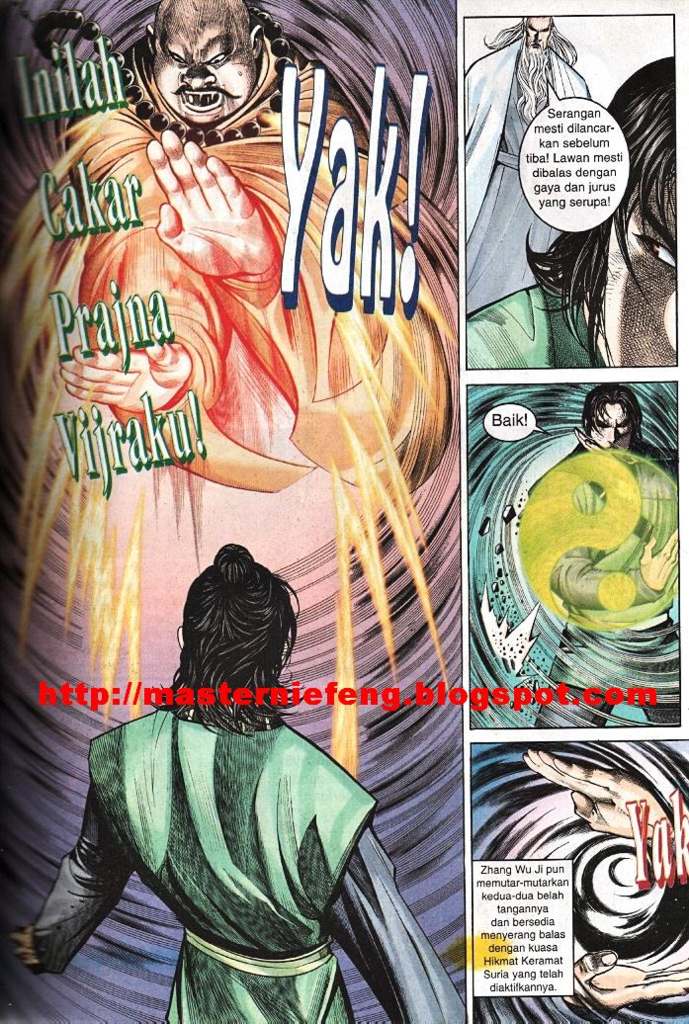 Inilah
Cakar
Prajna
Vijraku!
Yak!
Serangan
mesti dilancar-
kan sebelum
tiba! Lawan mesti
dibalas dengan
gaya dan jurus
yang serupa!
Baik!
Yak
Zhang Wu Ji pun
memutar-mutarkan
kedua-dua belah
tangannya
dan bersedia
menyerang balas
dengan kuasa
Hikmat Keramat
Suria yang telah
diaktifkannya.
http://masterniefeng.blogspot.com